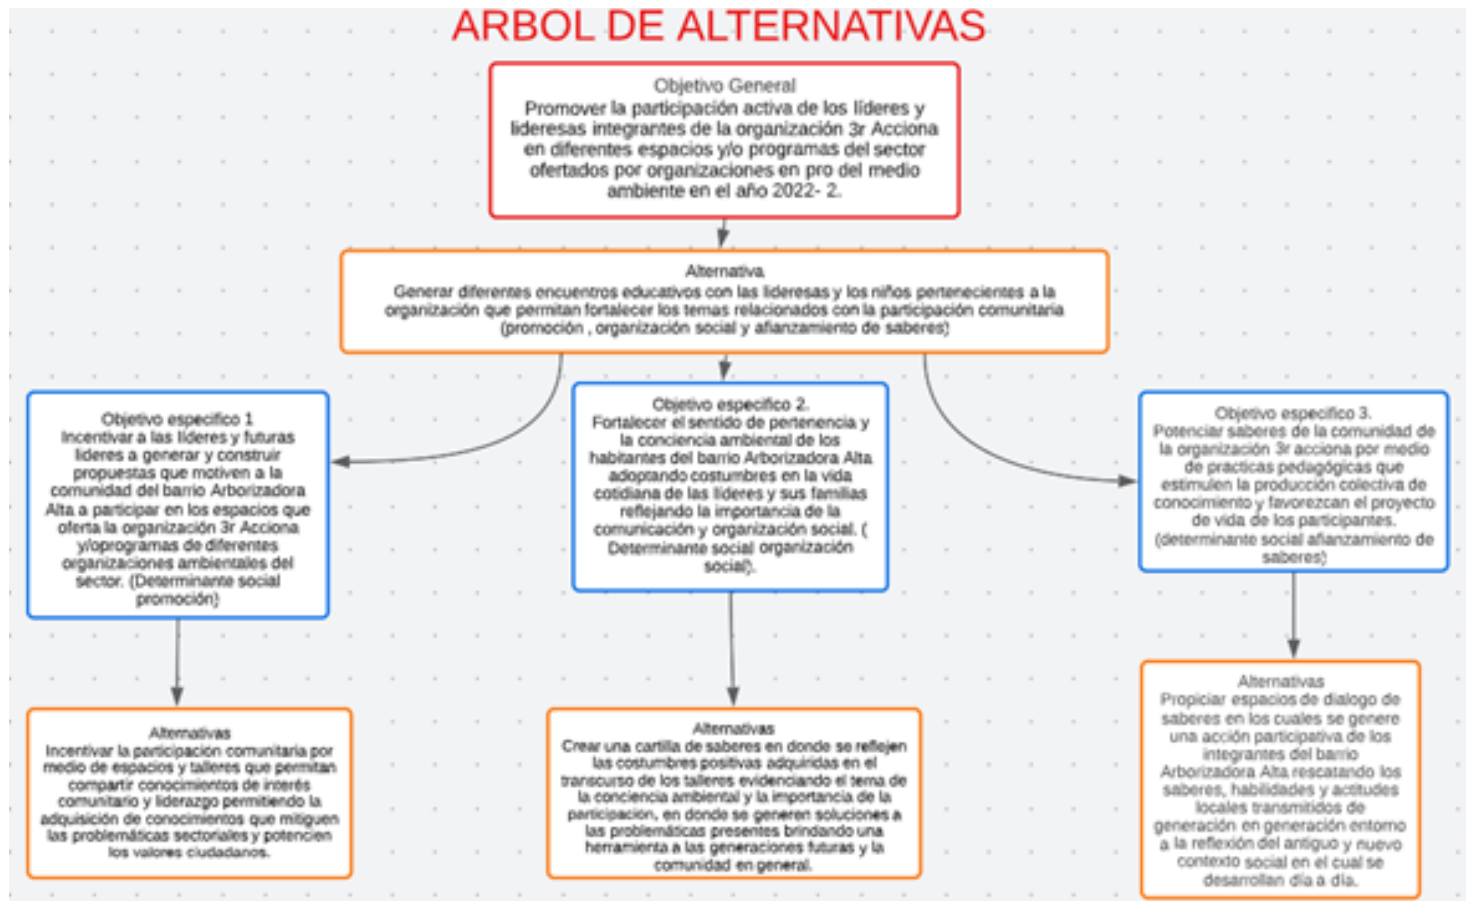 ARBOL DE ALTERNATIVAS
Objetivo General
Promover la participación activa de los líderes y
lideresas integrantes de la organización 3r Acciona
en diferentes espacios y/o programas del sector
ofertados por organizaciones en pro del medio
ambiente en el año 2022- 2.
Alternativa
Generar diferentes encuentros educativos con las lideresas y los niños pertenecientes a la
organización que permitan fortalecer los temas relacionados con la participación comunitaria
(promoción , organización social y afianzamiento de saberes)
Objetivo especifico 1
Incentivar a las líderes y futuras
lideres a generar y construir
propuestas que motiven a la
comunidad del barrio Arborizadora
Alta a participar en los espacios que
oferta la organización 3r Acciona
y/oprogramas de diferentes
organizaciones ambientales del
sector. (Determinante social
promoción)
Objetivo especifico 2.
Fortalecer el sentido de pertenencia y
la conciencia ambiental de los
habitantes del barrio Arborizadora Alta
adoptando costumbres en la vida
cotidiana de las líderes y sus familias
reflejando la importancia de la
comunicación y organización social. (
Determinante social organización
social).
Objetivo especifico 3.
Potenciar saberes de la comunidad de
la organización 3r acciona por medio
de practicas pedagógicas que
estimulen la producción colectiva de
conocimiento y favorezcan el proyecto
de vida de los participantes.
(determinante social afianzamiento de
saberes)
Alternativas
Incentivar la participación comunitaria por
medio de espacios y talleres que permitan
compartir conocimientos de interés
comunitario y liderazgo permitiendo la
adquisición de conocimientos que mitiguen
las problemáticas sectoriales y potencien
los valores ciudadanos.
Alternativas
Crear una cartilla de saberes en donde se reflejen
las costumbres positivas adquiridas en el
transcurso de los talleres evidenciando el tema de
la conciencia ambiental y la importancia de la
participación, en donde se generen soluciones a
las problemáticas presentes brindando una
herramienta a las generaciones futuras y la
comunidad en general.
Alternativas
Propiciar espacios de dialogo de
saberes en los cuales se genere
una acción participativa de los
integrantes del barrio
Arborizadora Alta rescatando los
saberes, habilidades y actitudes
locales transmitidos de
generación en generación entorno
a la reflexión del antiguo y nuevo
contexto social en el cual se
desarrollan día a día.